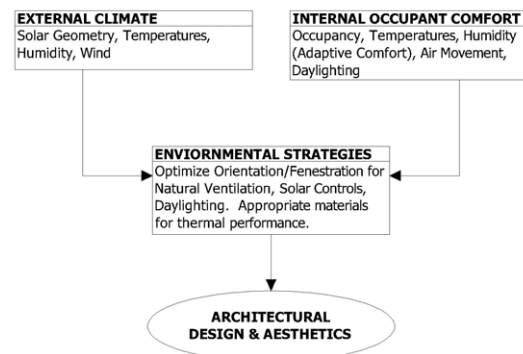 EXTERNAL CLIMATE
Solar Geometry, Temperatures,
Humidity, Wind
INTERNAL OCCUPANT COMFORT
Occupancy, Temperatures, Humidity
(Adaptive Comfort), Air Movement,
Daylighting
ENVIORNMENTAL STRATEGIES
Optimize Orientation/Fenestration for
Natural Ventilation, Solar Controls,
Daylighting. Appropriate materials
for thermal performance.
ARCHITECTURAL
DESIGN & AESTHETICS